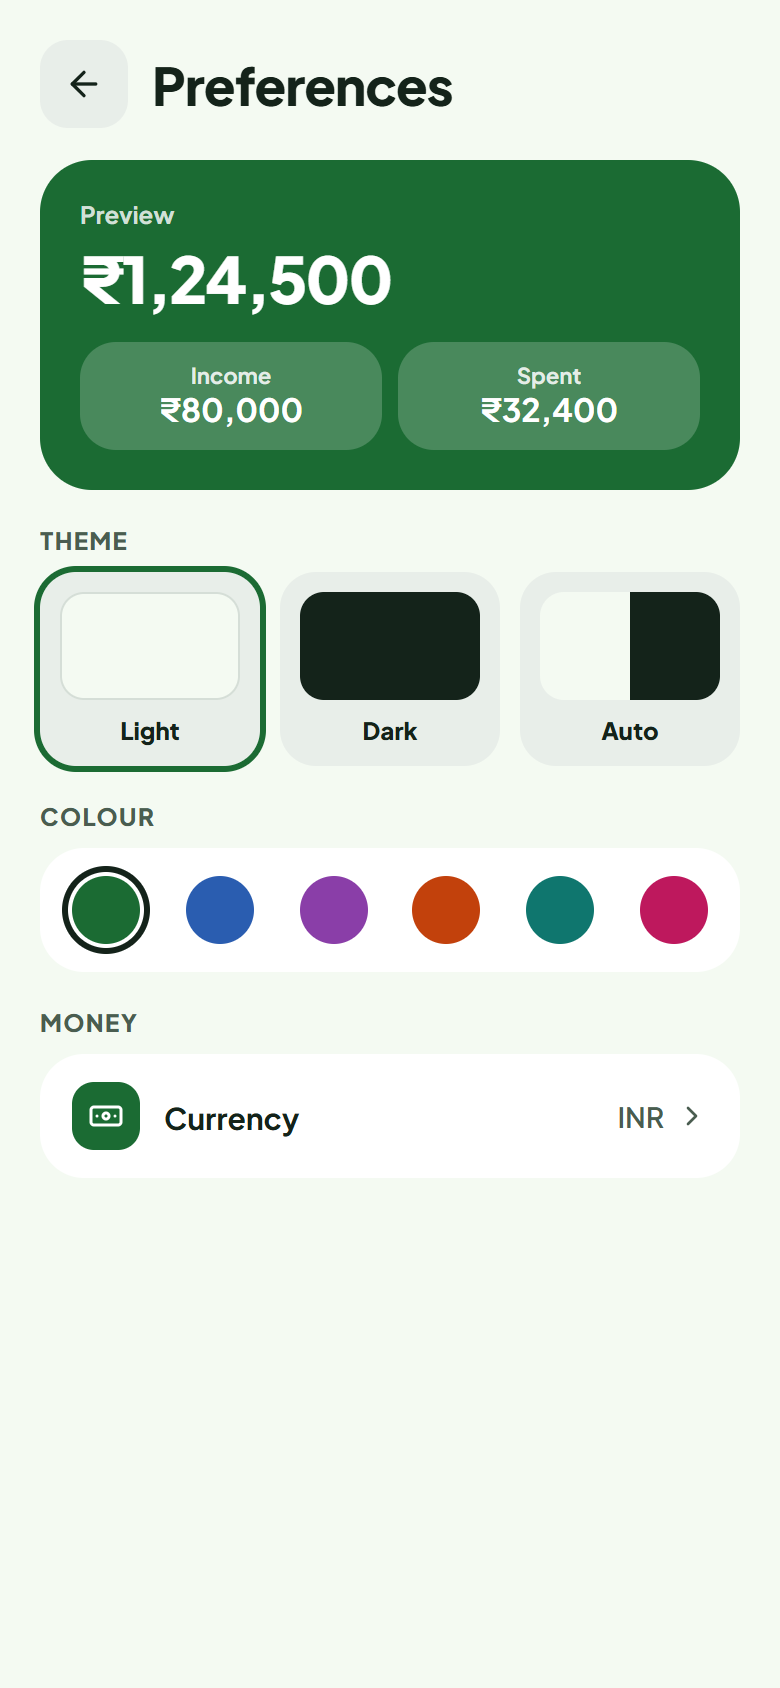 Preferences
Preview
₹1,24,500
Income
₹80,000
Spent
₹32,400
THEME
Light
Dark
Auto
COLOUR
MONEY
Currency
INR